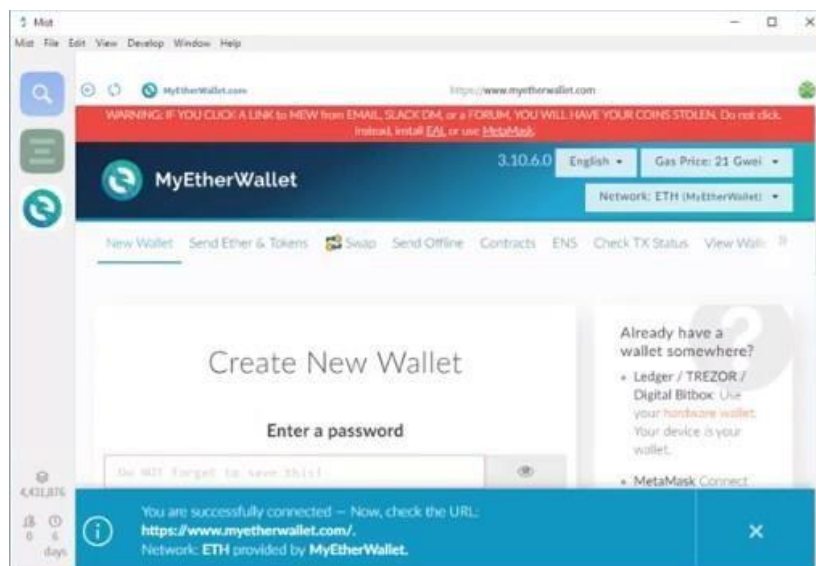 Mist
Mist File Edit View Develop Window Help
MyEtherWallet.com https://www.myetherwallet.com
WARNING: IF YOU CLICK A LINK to MEW from EMAIL, SLACK DM, or a FORUM, YOU WILL HAVE YOUR COINS STOLEN. Do not click.
Instead, install EAL or use MetaMask.
MyEtherWallet
3.10.6.0 English Gas Price: 21 Gwei
Network: ETH (MyEtherWallet)
New Wallet Send Ether & Tokens Swap Send Offline Contracts ENS Check TX Status View Wall
Create New Wallet
Enter a password
Do NOT forget to save this!
Already have a
wallet somewhere?
• Ledger / TREZOR /
Digital Bitbox: Use
your hardware wallet.
Your device is your
wallet.
• MetaMask Connect
4,431,876
0 6
days
You are successfully connected — Now, check the URL:
https://www.myetherwallet.com/.
Network: ETH provided by MyEtherWallet.